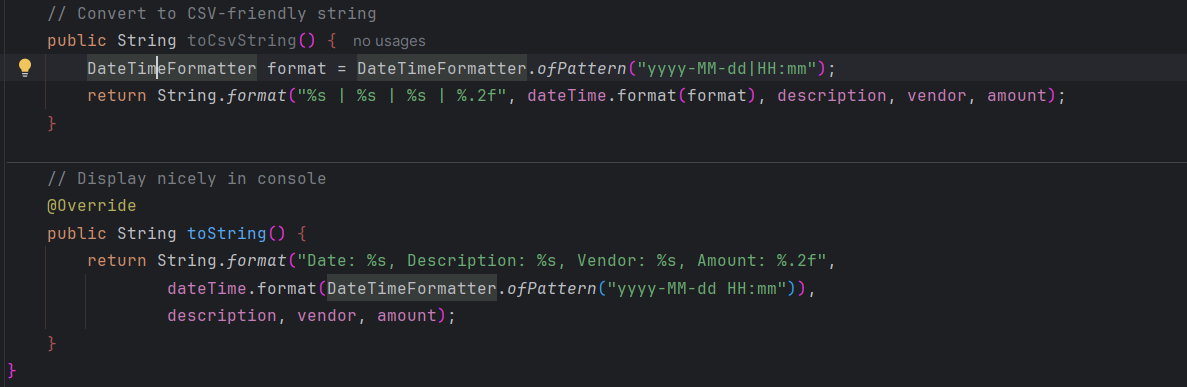 // Convert to CSV-friendly string
public String toCsvString() { no usages
DateTimeFormatter format = DateTimeFormatter.ofPattern("yyyy-MM-dd|HH:mm");
return String.format("%s | %s | %s | %.2f", dateTime.format(format), description, vendor, amount);
}
// Display nicely in console
@Override
public String toString() {
return String.format("Date: %s, Description: %s, Vendor: %s, Amount: %.2f",
dateTime.format(DateTimeFormatter.ofPattern("yyyy-MM-dd HH:mm")),
description, vendor, amount);
}
}